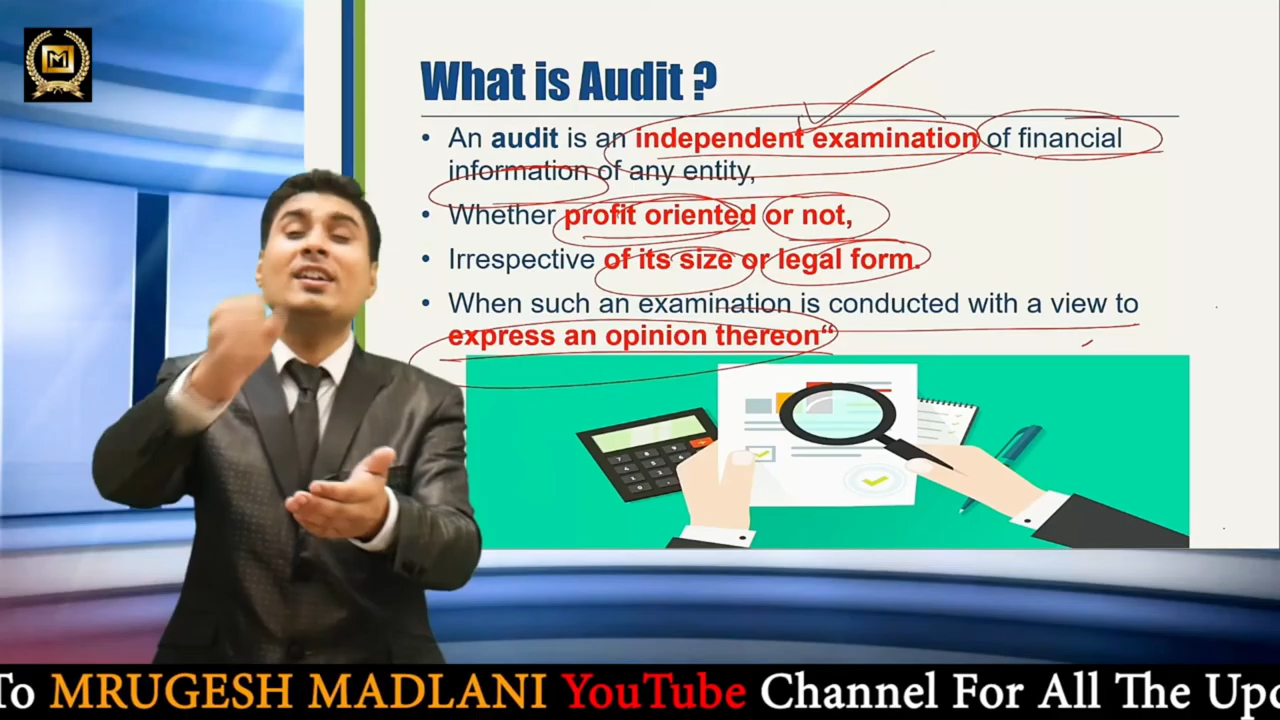 M
What is Audit ?
• An audit is an independent examination of financial
information of any entity,
• Whether profit oriented or not,
• Irrespective of its size or legal form.
• When such an examination is conducted with a view to
express an opinion thereon“
To MRUGESH MADLANI YouTube Channel For All The